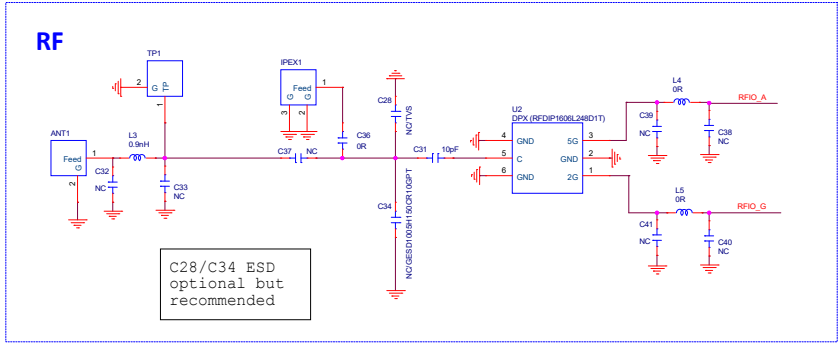 RF
TP1
2
G
TP
1
IPEX1
Feed
1
G
G
3
2
C28
NC/TVS
C36
0R
ANT1
Feed
1
G
2
L3
0.9nH
C32
NC
C33
NC
C37
NC
C31
10pF
C34
NC/GESD1005H150CR10GPT
U2
DPX (RFDIP1606L248D1T)
4
GND
5G
3
5
C
GND
2
6
GND
2G
1
L4
0R
RFIO_A
C39
NC
C38
NC
L5
0R
RFIO_G
C41
NC
C40
NC
C28/C34 ESD
optional but
recommended